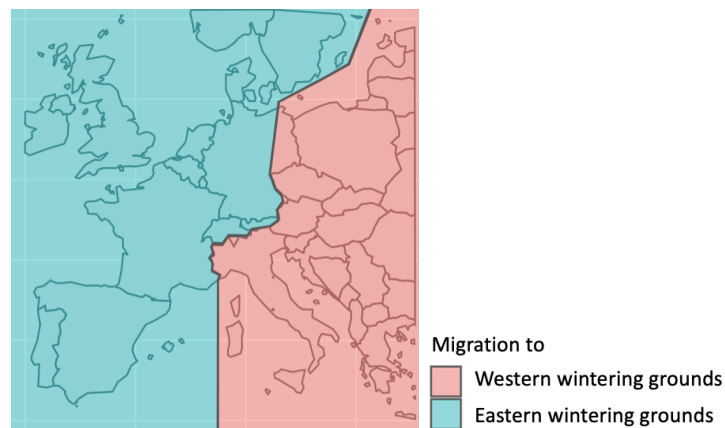 Migration to
Western wintering grounds
Eastern wintering grounds